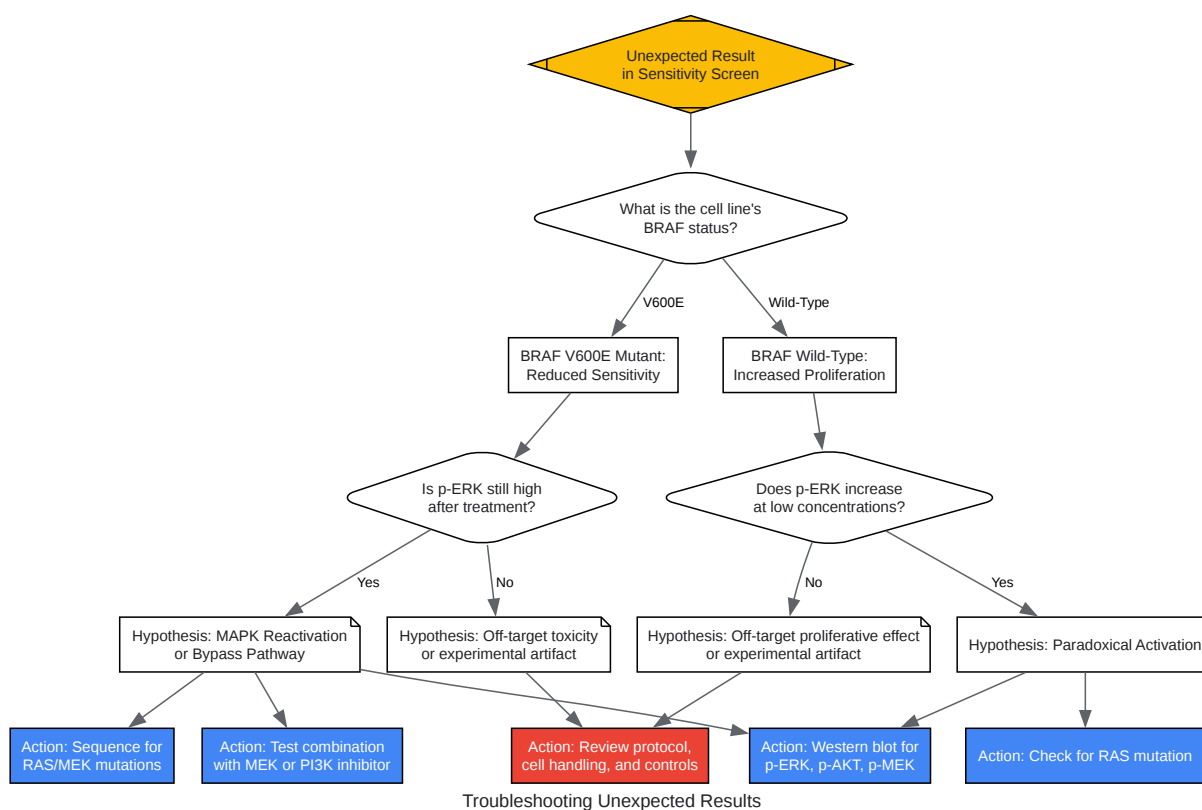 Unexpected Result
in Sensitivity Screen
What is the cell line's
BRAF status?
V600E
Wild-Type
BRAF V600E Mutant:
Reduced Sensitivity
BRAF Wild-Type:
Increased Proliferation
Is p-ERK still high
after treatment?
Does p-ERK increase
at low concentrations?
Yes
No
No
Yes
Hypothesis: MAPK Reactivation
or Bypass Pathway
Hypothesis: Off-target toxicity
or experimental artifact
Hypothesis: Off-target proliferative effect
or experimental artifact
Hypothesis: Paradoxical Activation
Action: Sequence for
RAS/MEK mutations
Action: Test combination
with MEK or PI3K inhibitor
Action: Review protocol,
cell handling, and controls
Action: Western blot for
p-ERK, p-AKT, p-MEK
Action: Check for RAS mutation
Troubleshooting Unexpected Results